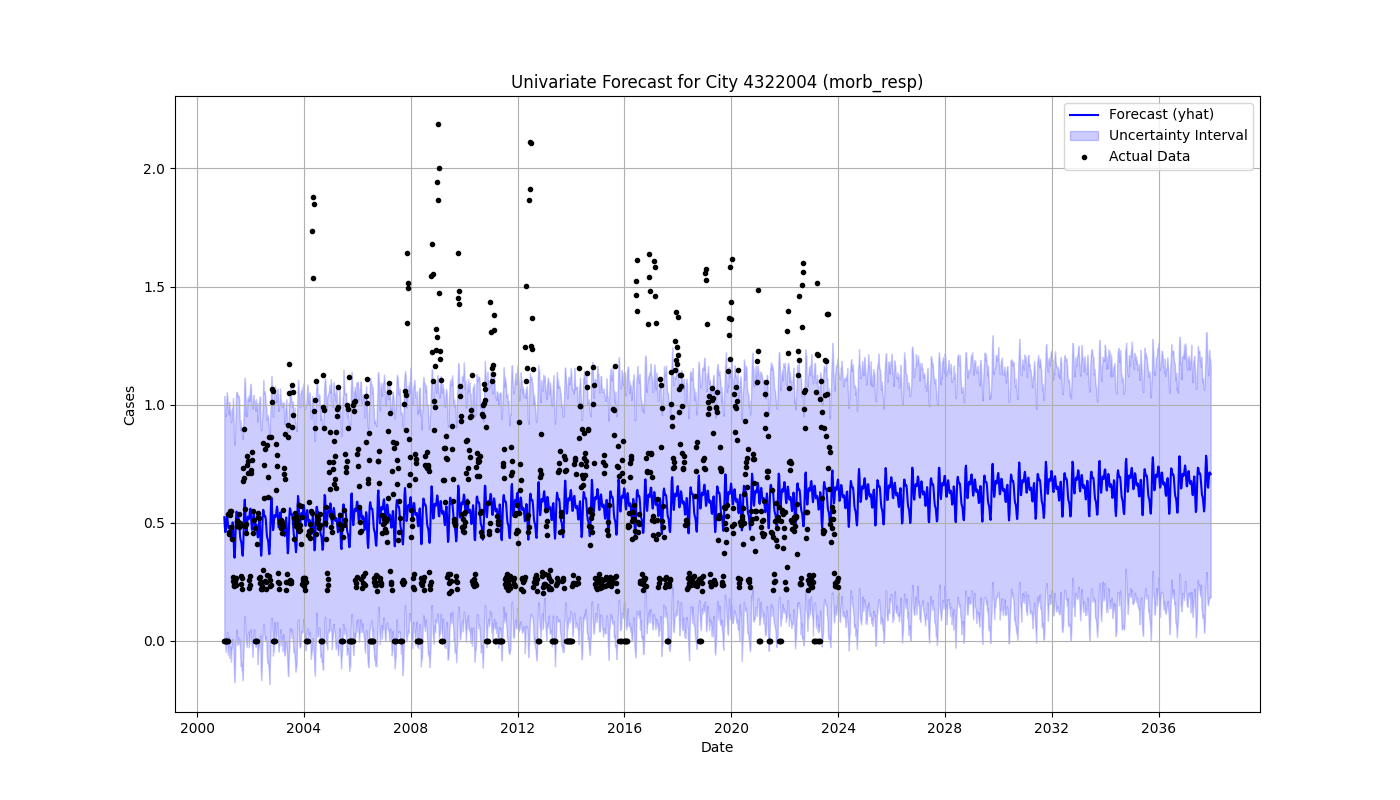 Univariate Forecast for City 4322004 (morb_resp)
Forecast (yhat)
Uncertainty Interval
Actual Data
2.0
1.5
1.0
0.5
0.0
Cases
2000 2004 2008 2012 2016 2020 2024 2028 2032 2036
Date